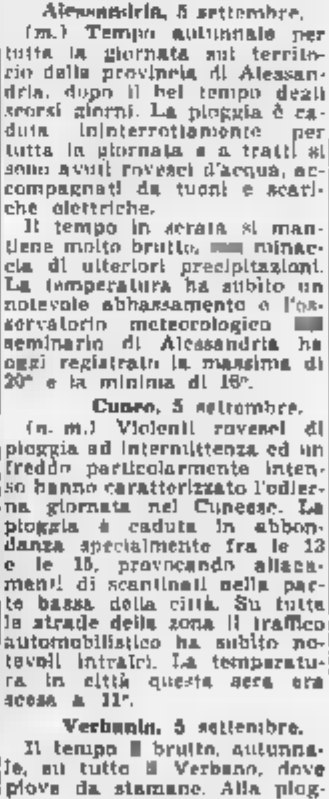 Alessandria, 5 settembre.
(m.) Tempo autunnale per
tutta la giornata sul territo-
rio della provincia di Alessan-
dria, dopo il bel tempo degli
scorsi giorni. La pioggia è ca-
duta ininterrottamente per
tutta la giornata e a tratti si
sono avuti rovesci d'acqua, ac-
compagnati da tuoni e scari-
che elettriche.
Il tempo in serata si man-
tiene molto brutto, minac-
cia di ulteriori precipitazioni.
La temperatura ha subìto un
notevole abbassamento e l'os-
servatorio meteorologico
seminario di Alessandria ha
oggi registrato la massima di
20° e la minima di 16°.
Cuneo, 5 settembre.
(n. m.) Violenti rovesci di
pioggia ad intermittenza ed un
freddo particolarmente inten-
so hanno caratterizzato l'odier-
na giornata nel Cuneese. La
pioggia è caduta in abbon-
danza specialmente fra le 13
e le 15, provocando allaga-
menti di scantinati nella par-
te bassa della città. Su tutte
le strade della zona il traffico
automobilistico ha subìto no-
tevoli intralci. La temperatu-
ra in città questa sera era
scesa a 11°.
Verbania, 5 settembre.
Il tempo brutto, autunna-
le, su tutto Verbano, dove
piove da stamane. Alla piog-